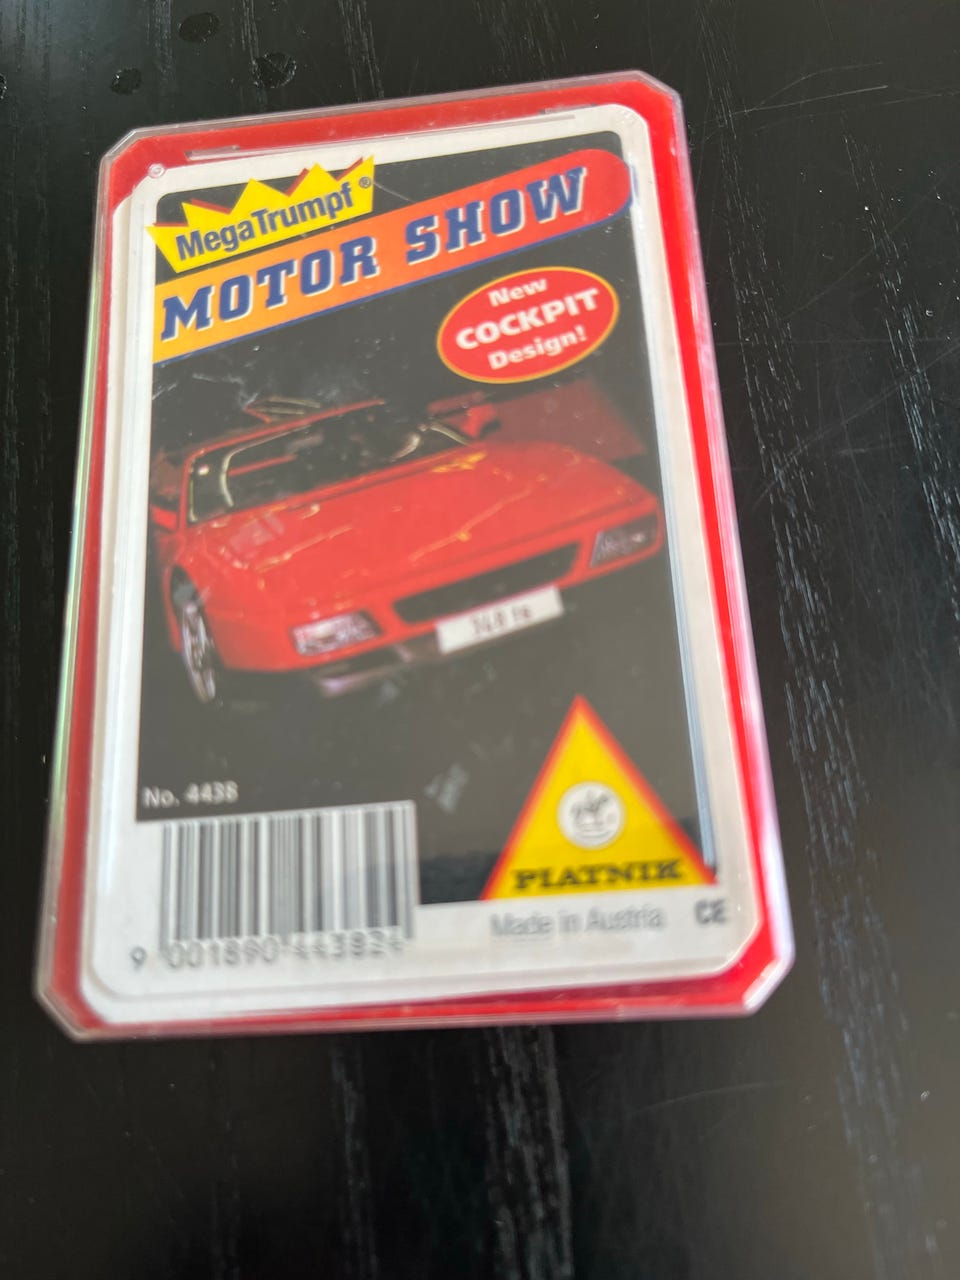 MegaTrumpf®
MOTOR SHOW
New
COCKPIT
Design!
348 ts
No. 4438
PIATNIK
Made in Austria CE
9 001890 443824